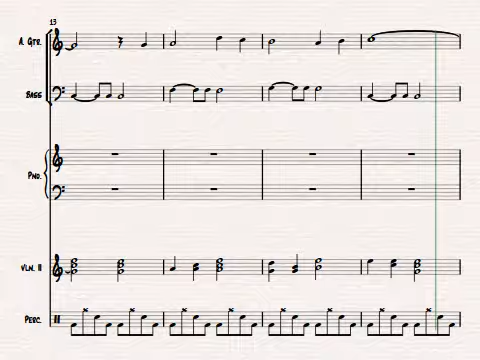 13
A. GTR.
BASS
PNO.
VLN. II
PERC.